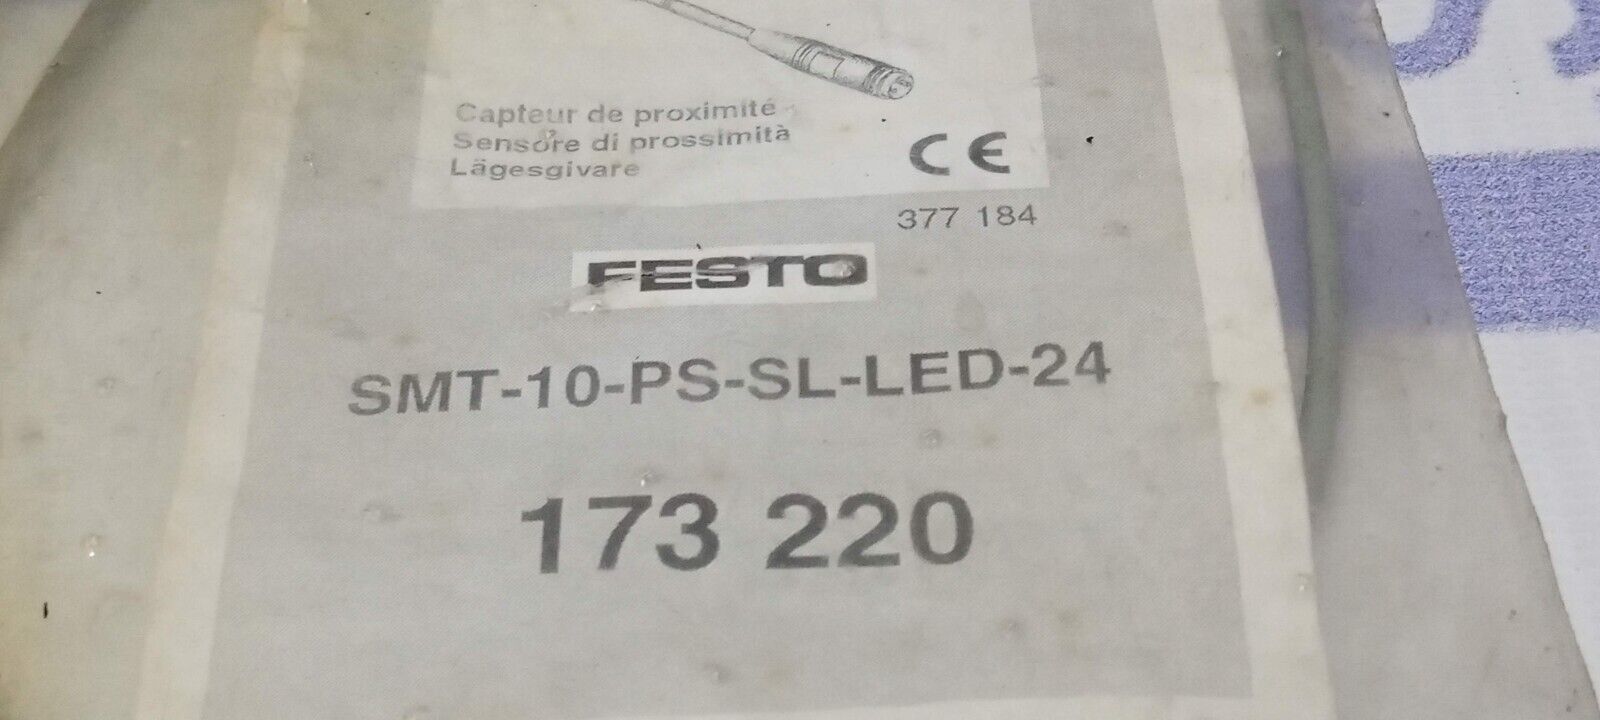 Capteur de proximité
Sensore di prossimità
Lägesgivare
CE
377 184
FESTO
SMT-10-PS-SL-LED-24
173 220